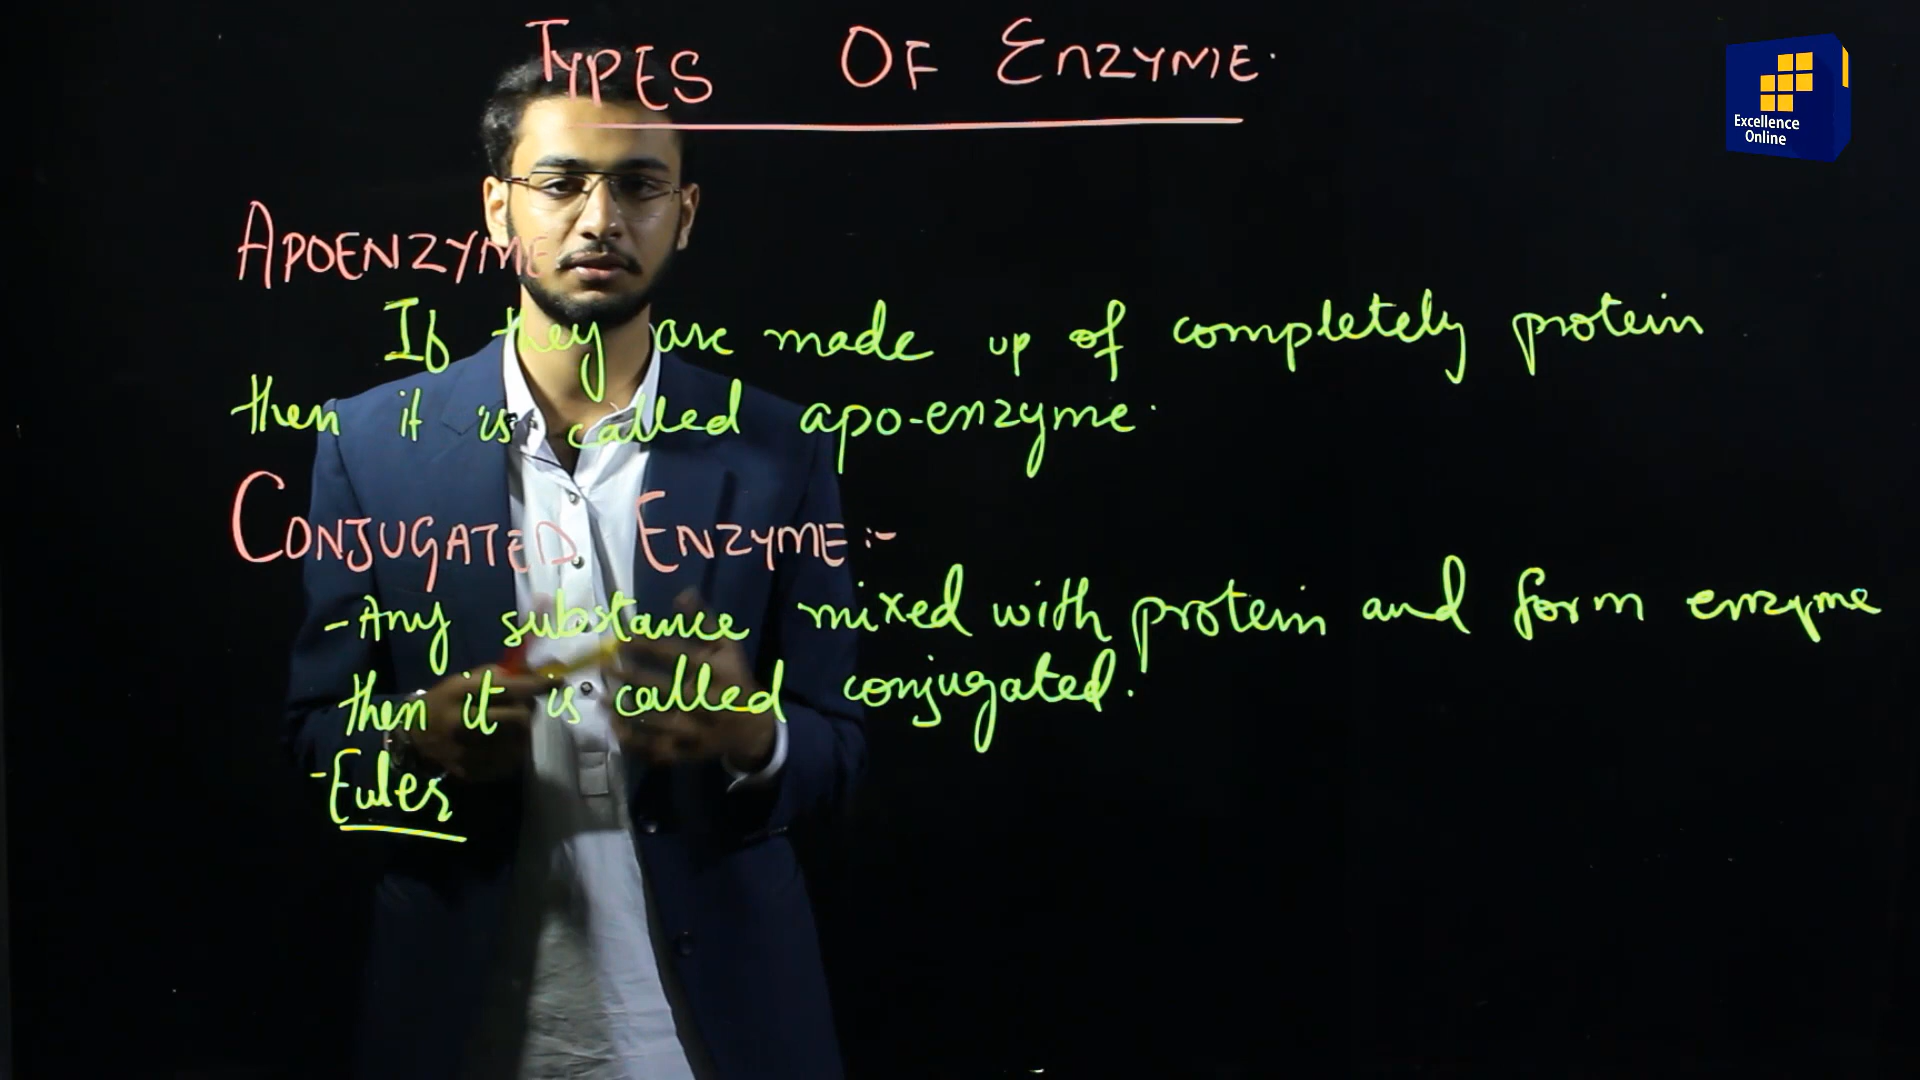 TYPES OF ENZYME.
Excellence
Online
APOENZYME
If they are made up of completely protein
then it is called apo-enzyme.
CONJUGATED ENZYME:-
- Any substance mixed with protein and form enzyme
then it is called conjugated.
- Euler